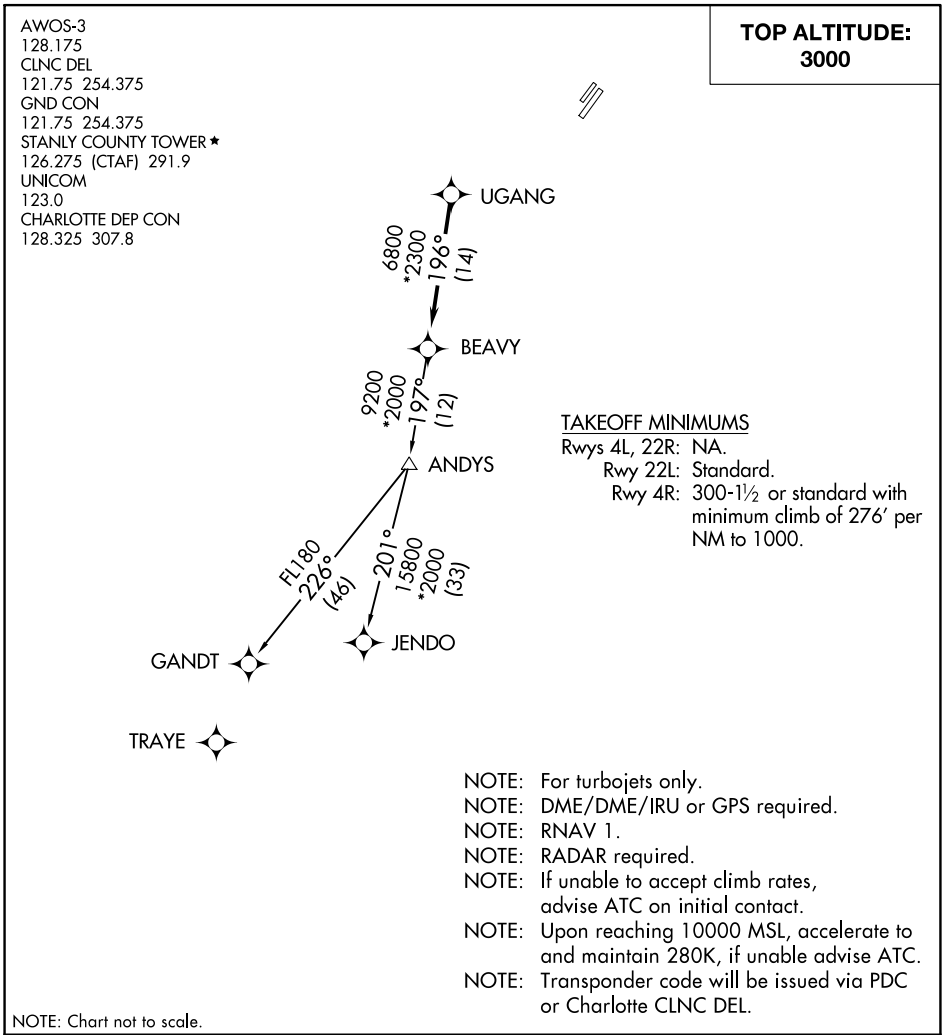 AWOS-3
128.175
CLNC DEL
121.75 254.375
GND CON
121.75 254.375
STANLY COUNTY TOWER★
126.275 (CTAF) 291.9
UNICOM
123.0
CHARLOTTE DEP CON
128.325 307.8
TOP ALTITUDE:
3000
UGANG
6800
*2300
196°
(14)
BEAVY
9200
*2000
197°
(12)
ANDYS
TAKEOFF MINIMUMS
Rwys 4L, 22R: NA.
Rwy 22L: Standard.
Rwy 4R: 300-1½ or standard with
minimum climb of 276' per
NM to 1000.
FL180
226°
(46)
201°
15800
*2000
(33)
GANDT
JENDO
TRAYE
NOTE: For turbojets only.
NOTE: DME/DME/IRU or GPS required.
NOTE: RNAV 1.
NOTE: RADAR required.
NOTE: If unable to accept climb rates,
advise ATC on initial contact.
NOTE: Upon reaching 10000 MSL, accelerate to
and maintain 280K, if unable advise ATC.
NOTE: Transponder code will be issued via PDC
or Charlotte CLNC DEL.
NOTE: Chart not to scale.